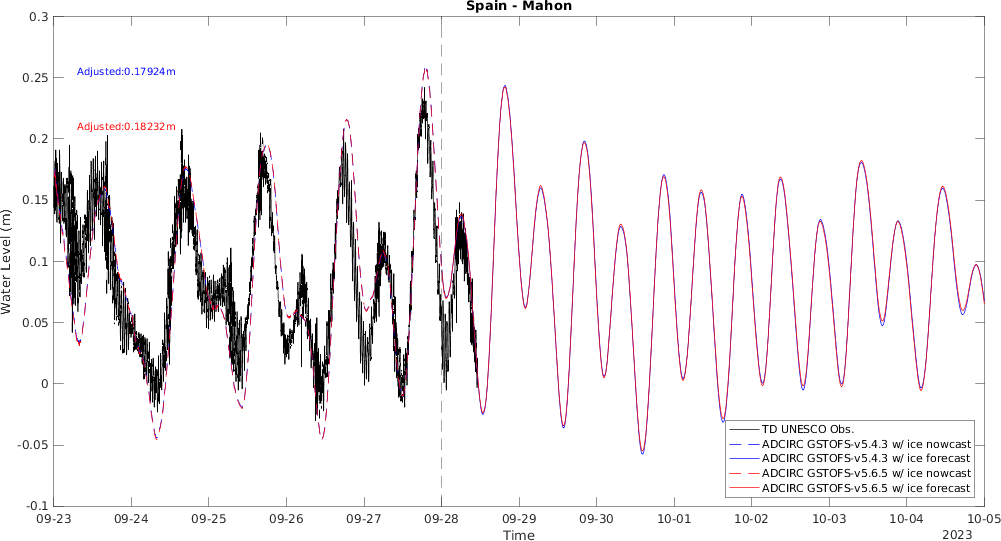 Spain - Mahon
0.3
0.25
0.2
0.15
0.1
0.05
0
-0.05
-0.1
Water Level (m)
Adjusted:0.17924m
Adjusted:0.18232m
TD UNESCO Obs.
ADCIRC GSTOFS-v5.4.3 w/ ice nowcast
ADCIRC GSTOFS-v5.4.3 w/ ice forecast
ADCIRC GSTOFS-v5.6.5 w/ ice nowcast
ADCIRC GSTOFS-v5.6.5 w/ ice forecast
09-23 09-24 09-25 09-26 09-27 09-28 09-29 09-30 10-01 10-02 10-03 10-04 10-05
Time
2023